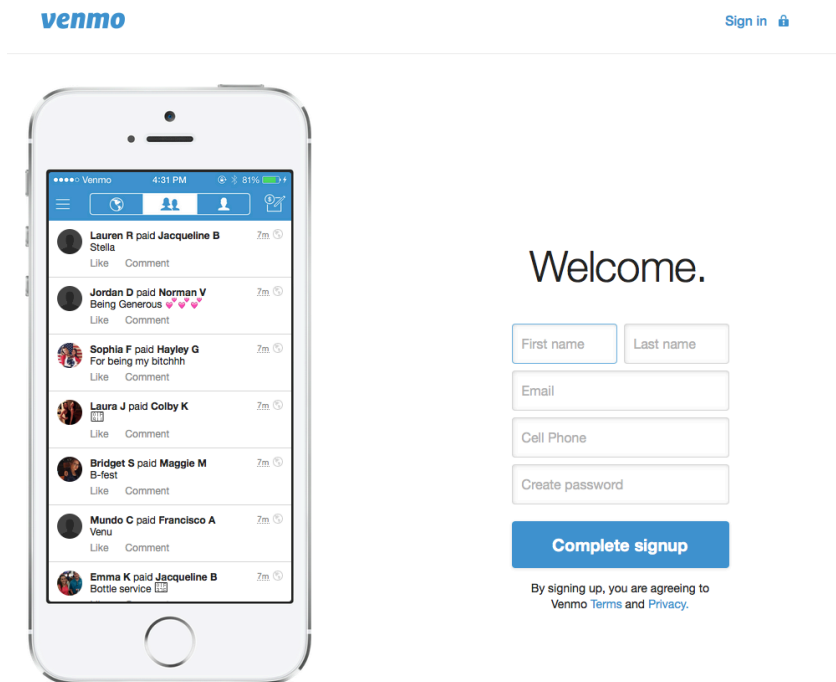 venmo
Sign in
Venmo 4:31 PM 81%
Lauren R paid Jacqueline B 7m
Stella
Like Comment
Jordan D paid Norman V 7m
Being Generous 💕💕💕
Like Comment
Sophia F paid Hayley G 7m
For being my bitchhh
Like Comment
Laura J paid Colby K 7m
Like Comment
Bridget S paid Maggie M 7m
B-fest
Like Comment
Mundo C paid Francisco A 7m
Venu
Like Comment
Emma K paid Jacqueline B 7m
Bottle service
Welcome.
First name Last name
Email
Cell Phone
Create password
Complete signup
By signing up, you are agreeing to
Venmo Terms and Privacy.